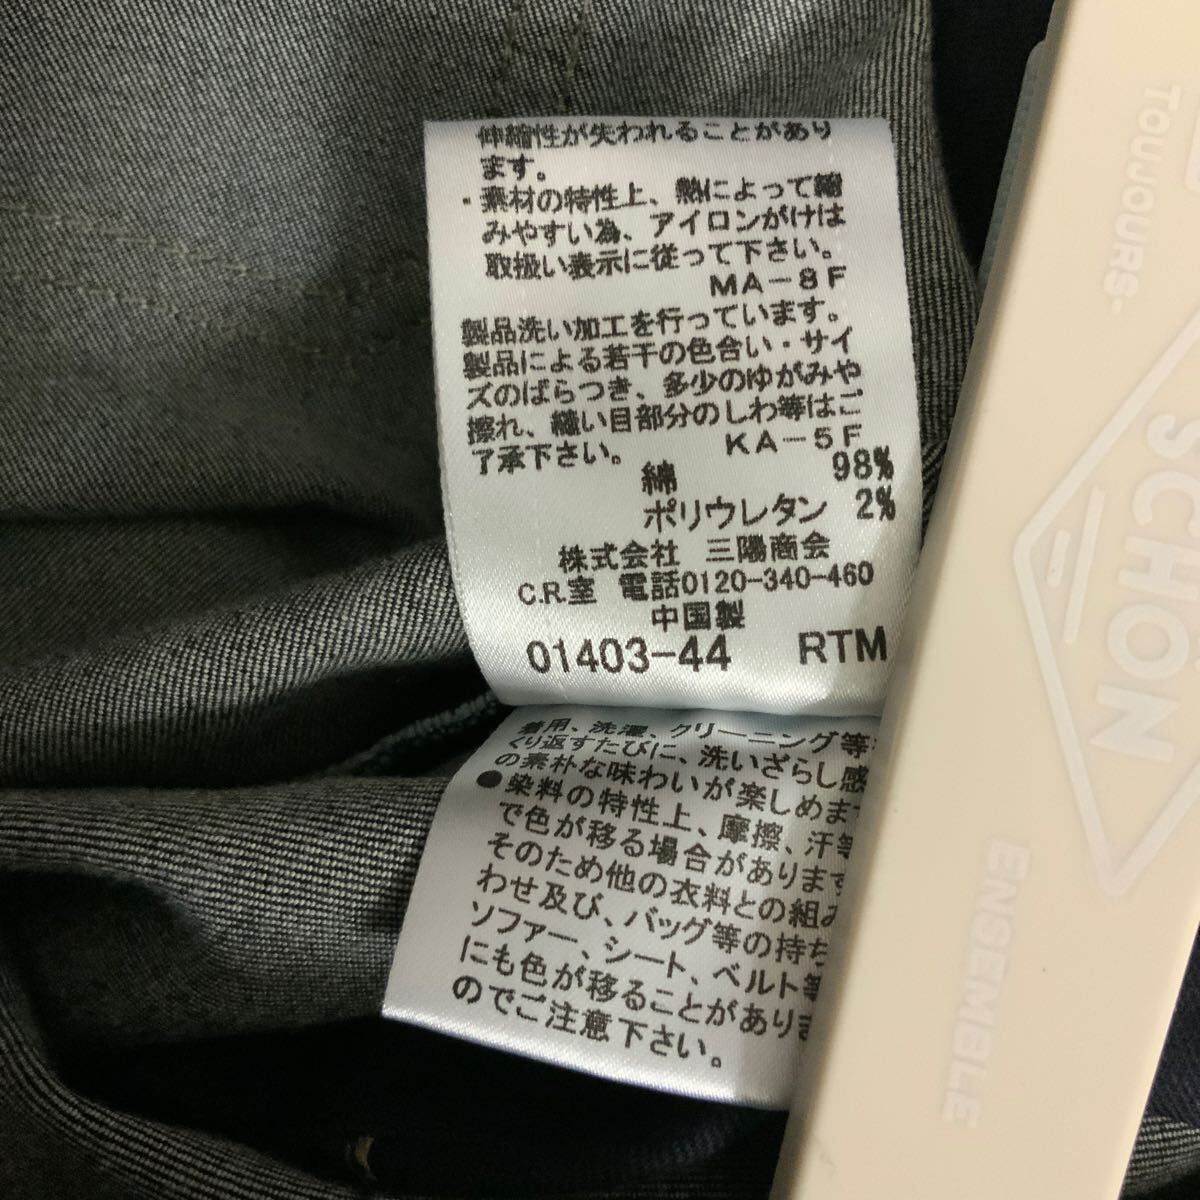 伸縮性が失われることがあり
ます。
・素材の特性上、熱によって縮
みやすい為、アイロンがけは
取扱い表示に従って下さい。
MA-8F
製品洗い加工を行っています。
製品による若干の色合い・サイ
ズのばらつき、多少のゆがみや
擦れ、縫い目部分のしわ等はご
了承下さい。 KA-5F
綿 98%
ポリウレタン 2%
株式会社 三陽商会
C.R.室 電話0120-340-460
中国製
01403-44 RTM
着用、洗濯、クリーニング等を
くり返すたびに、洗いざらし感
の素朴な味わいが楽しめます
●染料の特性上、摩擦、汗等
で色が移る場合があります
そのため他の衣料との組み
わせ及び、バッグ等の持ち
ソファー、シート、ベルト等
にも色が移ることがありま
のでご注意下さい。
TOUJOURS
SCHON
ENSEMBLE